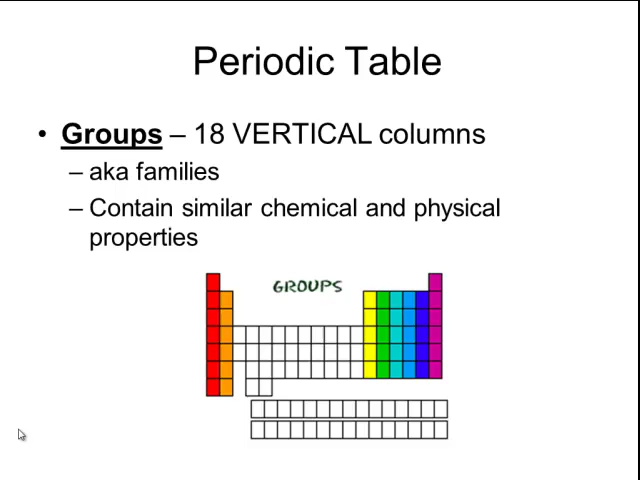 Periodic Table
• Groups – 18 VERTICAL columns
– aka families
– Contain similar chemical and physical
properties
GROUPS